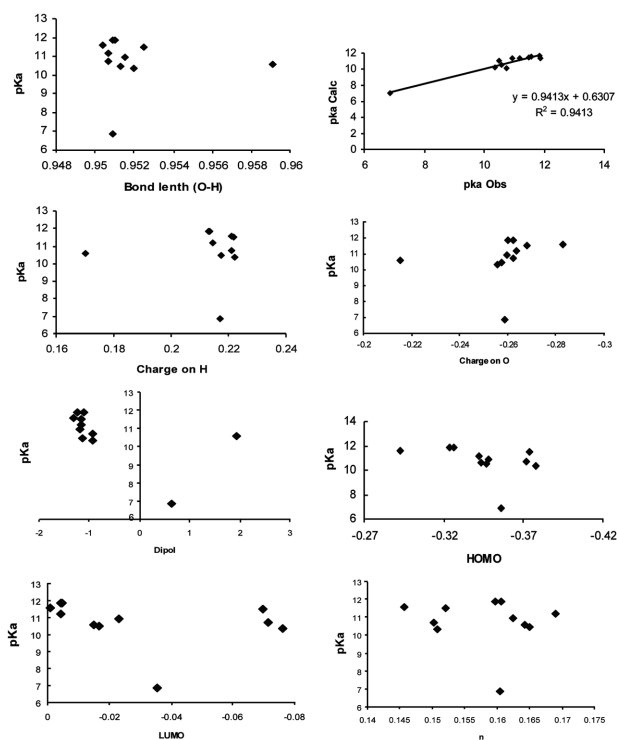 13
12
11
10
9
8
7
6
pKa
0.948 0.95 0.952 0.954 0.956 0.958 0.96
Bond lenth (O-H)
14
12
10
8
6
4
2
0
pka Calc
y = 0.9413x + 0.6307
R² = 0.9413
6 8 10 12 14
pka Obs
13
12
11
10
9
8
7
6
pKa
0.16 0.18 0.2 0.22 0.24
Charge on H
13
12
11
10
9
8
7
6
pKa
-0.2 -0.22 -0.24 -0.26 -0.28 -0.3
Charge on O
13
12
11
10
9
8
7
6
pKa
-2 -1 0 1 2 3
Dipol
14
12
10
8
6
pKa
-0.27 -0.32 -0.37 -0.42
HOMO
13
12
11
10
9
8
7
6
pKa
0 -0.02 -0.04 -0.06 -0.08
LUMO
13
12
11
10
9
8
7
6
pKa
0.14 0.145 0.15 0.155 0.16 0.165 0.17 0.175
n